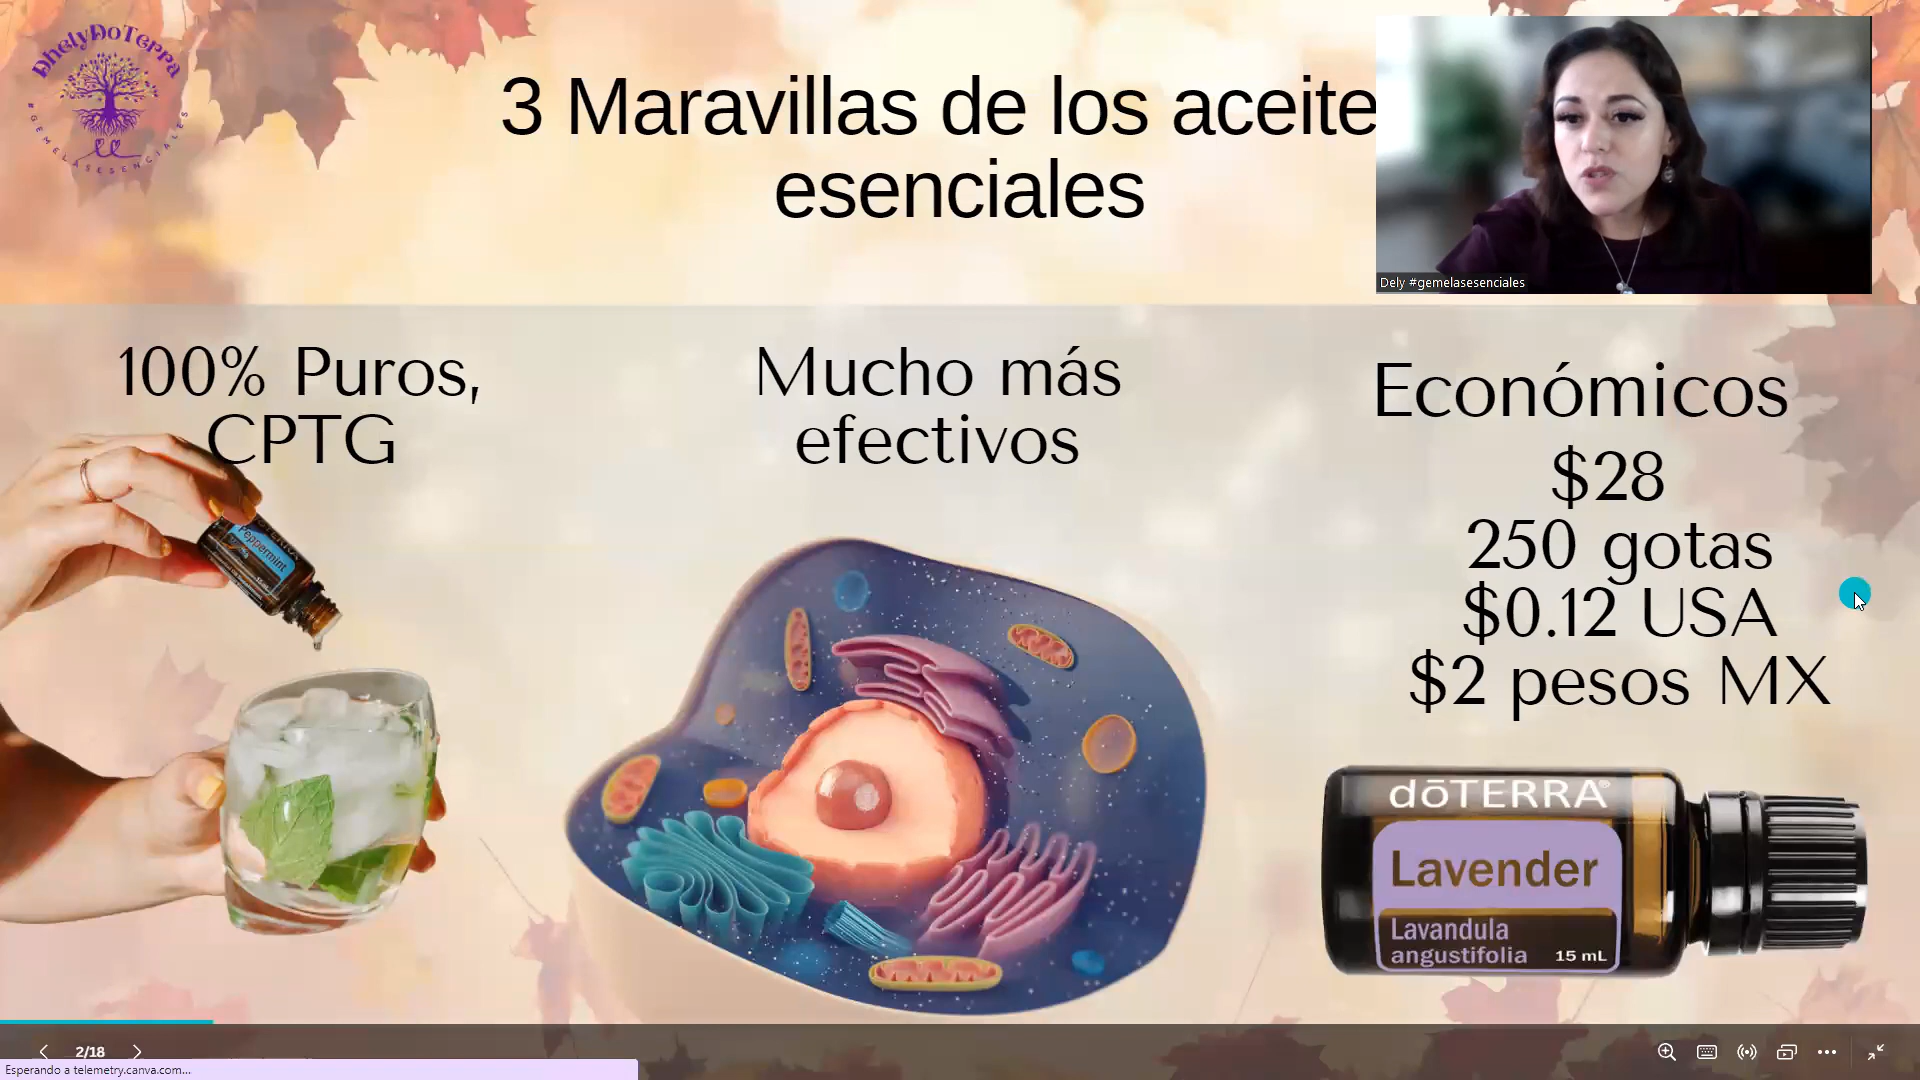 DhelyDoTerra
#GEMELASESENCIALES
3 Maravillas de los aceite
esenciales
Dely #gemelasesenciales
100% Puros,
CPTG
Peppermint
Mucho más
efectivos
Económicos
$28
250 gotas
$0.12 USA
$2 pesos MX
dōTERRA®
Lavender
Lavandula
angustifolia 15 mL
2/18
Esperando a telemetry.canva.com...